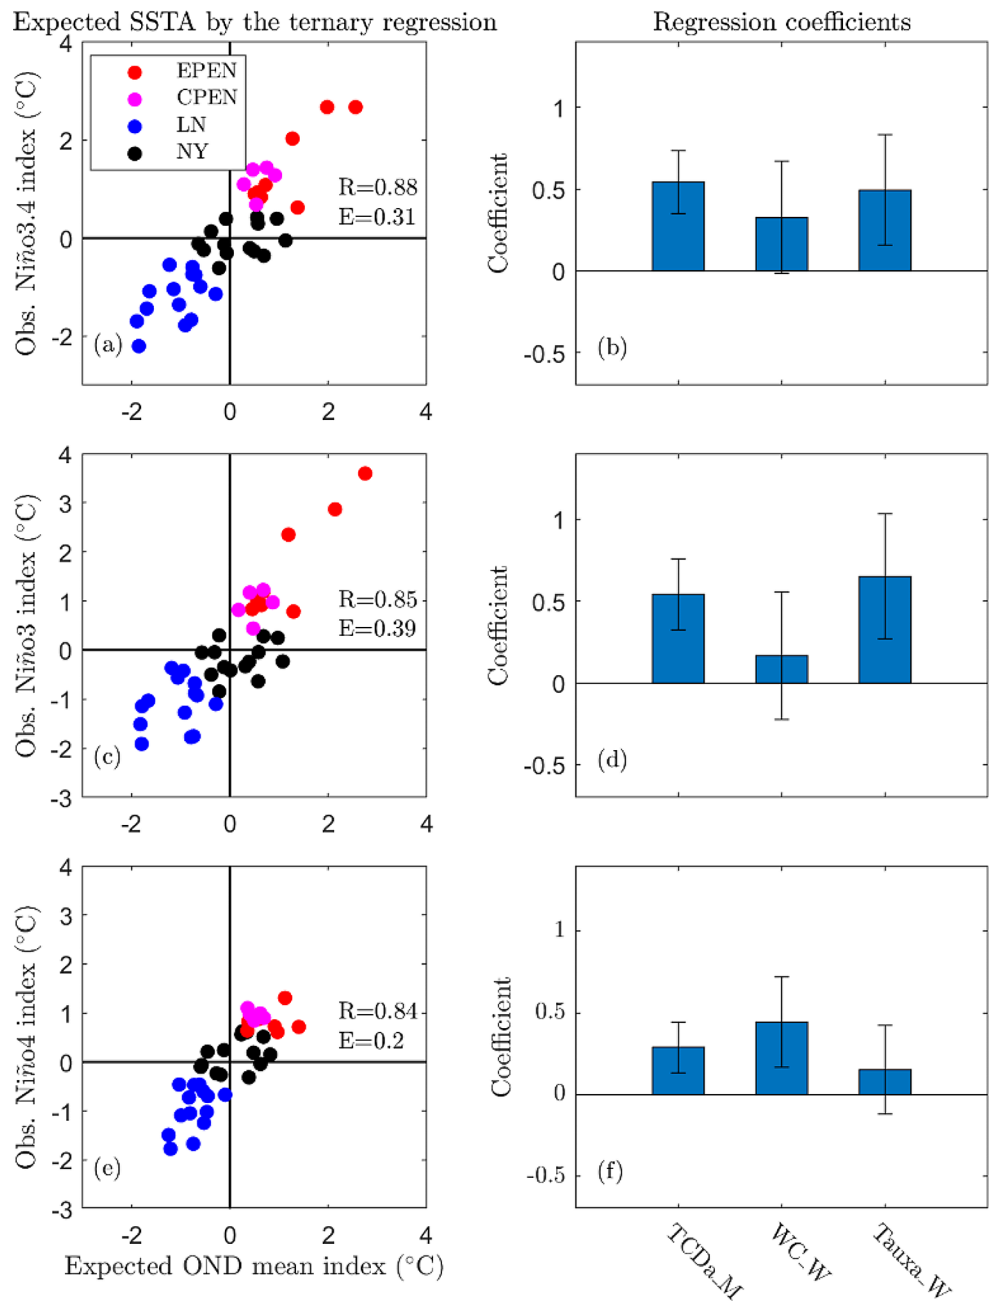 Expected SSTA by the ternary regression
Regression coefficients
4
2
0
-2
Obs. Niño3.4 index (°C)
EPEN
CPEN
LN
NY
R=0.88
E=0.31
(a)
-2 0 2 4
1
0.5
0
-0.5
Coefficient
(b)
4
3
2
1
0
-1
-2
-3
Obs. Niño3 index (°C)
R=0.85
E=0.39
(c)
-2 0 2 4
1
0.5
0
-0.5
Coefficient
(d)
4
3
2
1
0
-1
-2
-3
Obs. Niño4 index (°C)
R=0.84
E=0.2
(e)
-2 0 2 4
Expected OND mean index (°C)
1
0.5
0
-0.5
Coefficient
(f)
TCDa_M
WC_W
Tauxa_W